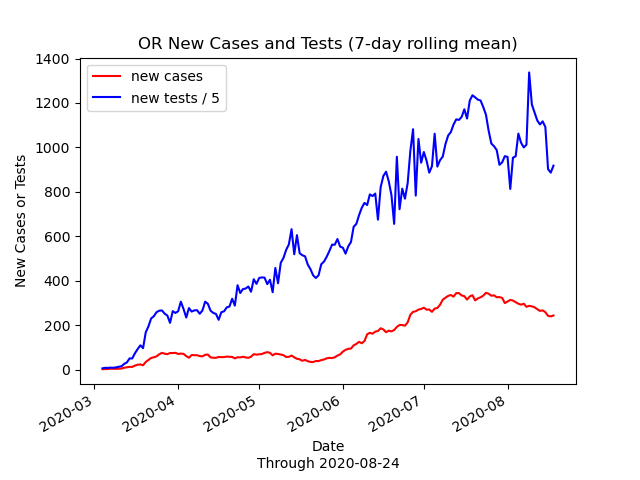 OR New Cases and Tests (7-day rolling mean)
new cases
new tests / 5
1400
1200
1000
800
600
400
200
0
New Cases or Tests
2020-03
2020-04
2020-05
2020-06
2020-07
2020-08
Date
Through 2020-08-24